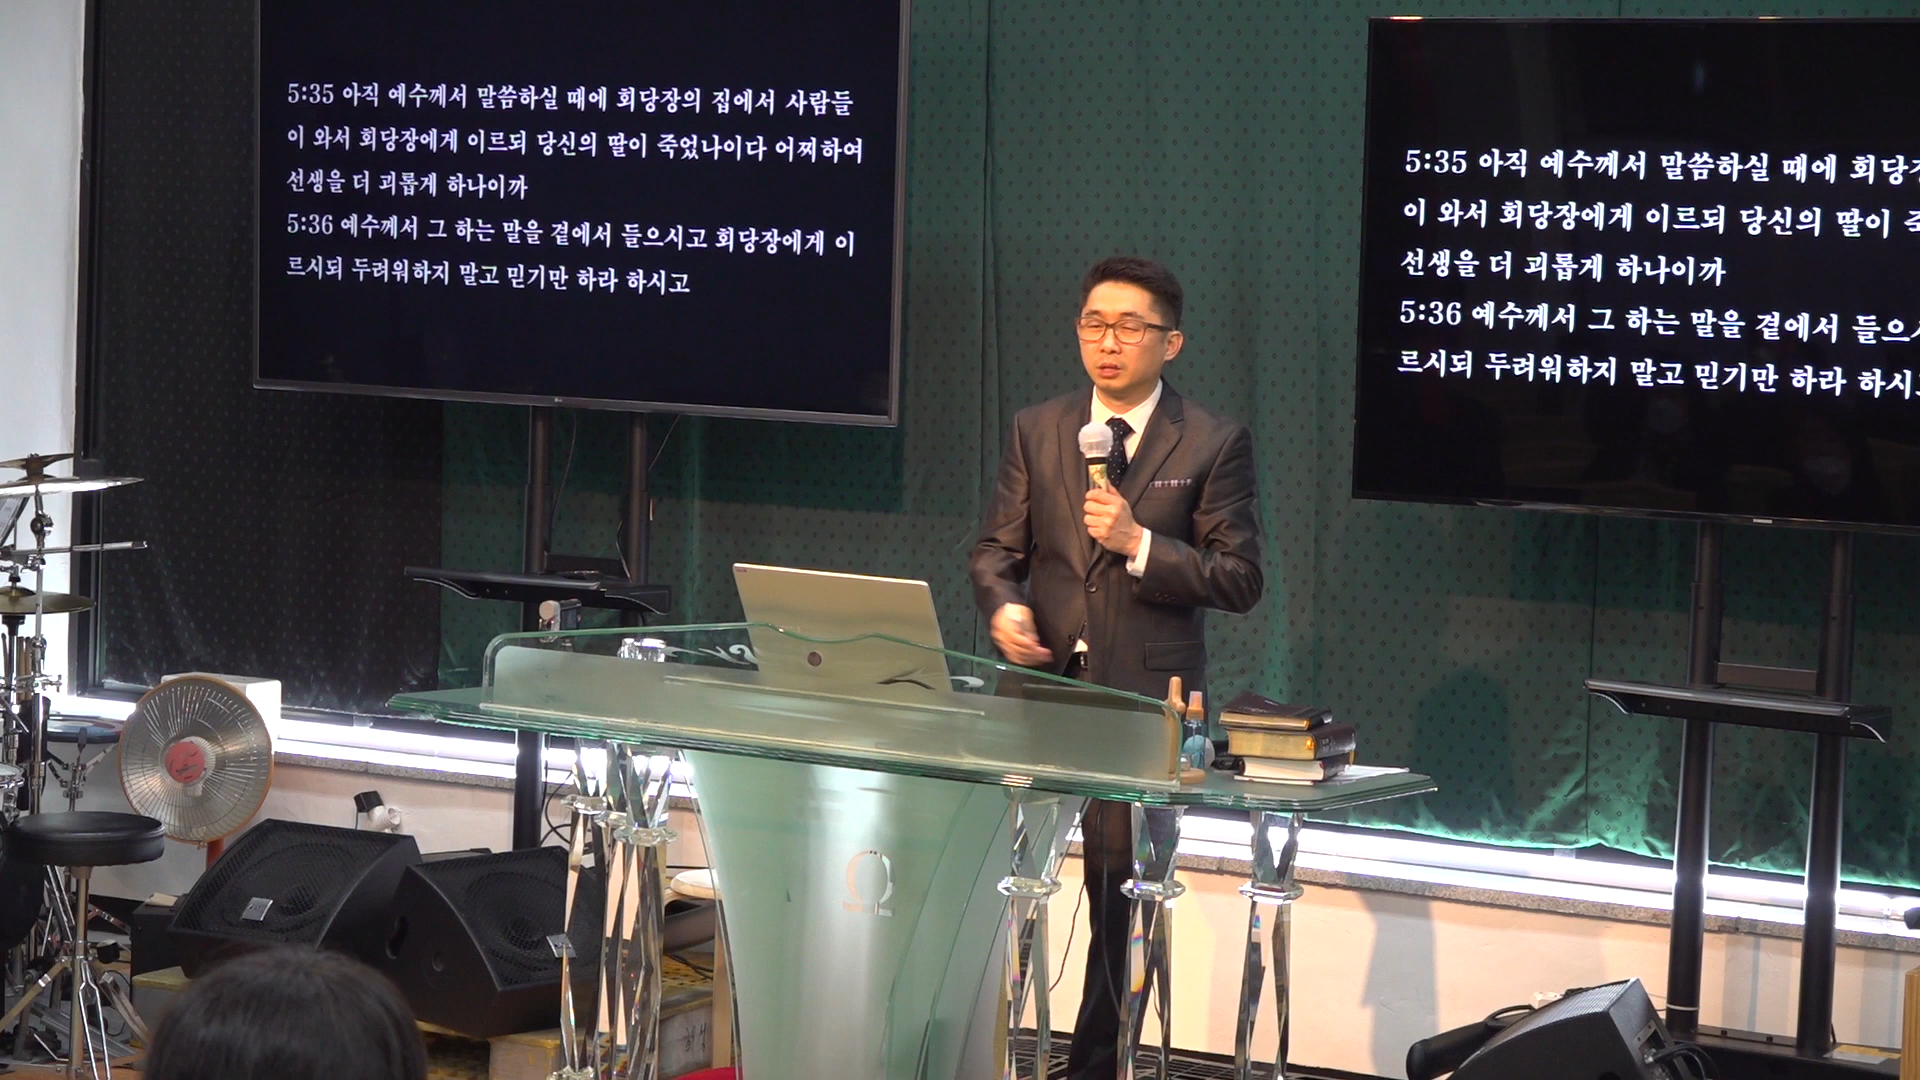 5:35 아직 예수께서 말씀하실 때에 회당장의 집에서 사람들
이 와서 회당장에게 이르되 당신의 딸이 죽었나이다 어찌하여
선생을 더 괴롭게 하나이까
5:36 예수께서 그 하는 말을 곁에서 들으시고 회당장에게 이
르시되 두려워하지 말고 믿기만 하라 하시고
5:35 아직 예수께서 말씀하실 때에 회당
이 와서 회당장에게 이르되 당신의 딸이
선생을 더 괴롭게 하나이까
5:36 예수께서 그 하는 말을 곁에서 들으
르시되 두려워하지 말고 믿기만 하라 하시
Ω